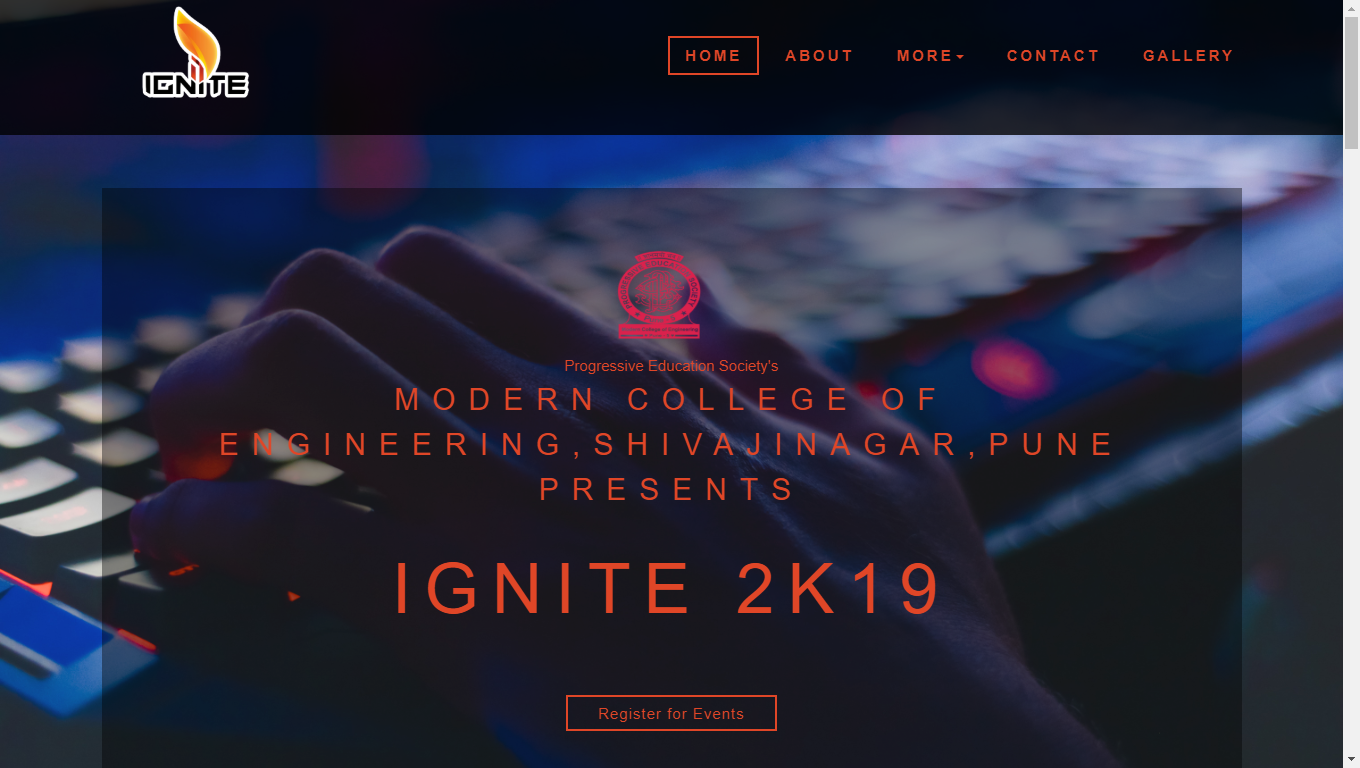 IGNITE
HOME
ABOUT
MORE
CONTACT
GALLERY
Progressive Education Society's
MODERN COLLEGE OF
ENGINEERING,SHIVAJINAGAR,PUNE
PRESENTS
IGNITE 2K19
Register for Events